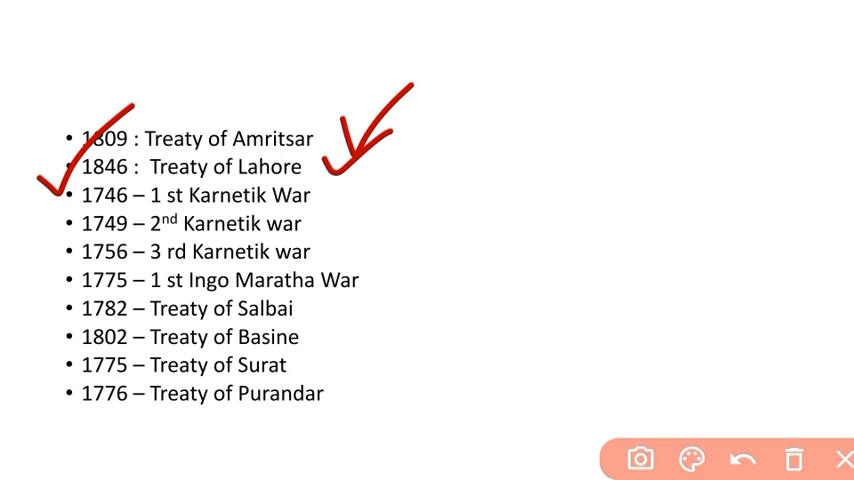 • 1809 : Treaty of Amritsar
• 1846 : Treaty of Lahore
• 1746 – 1 st Karnetik War
• 1749 – 2nd Karnetik war
• 1756 – 3 rd Karnetik war
• 1775 – 1 st Ingo Maratha War
• 1782 – Treaty of Salbai
• 1802 – Treaty of Basine
• 1775 – Treaty of Surat
• 1776 – Treaty of Purandar